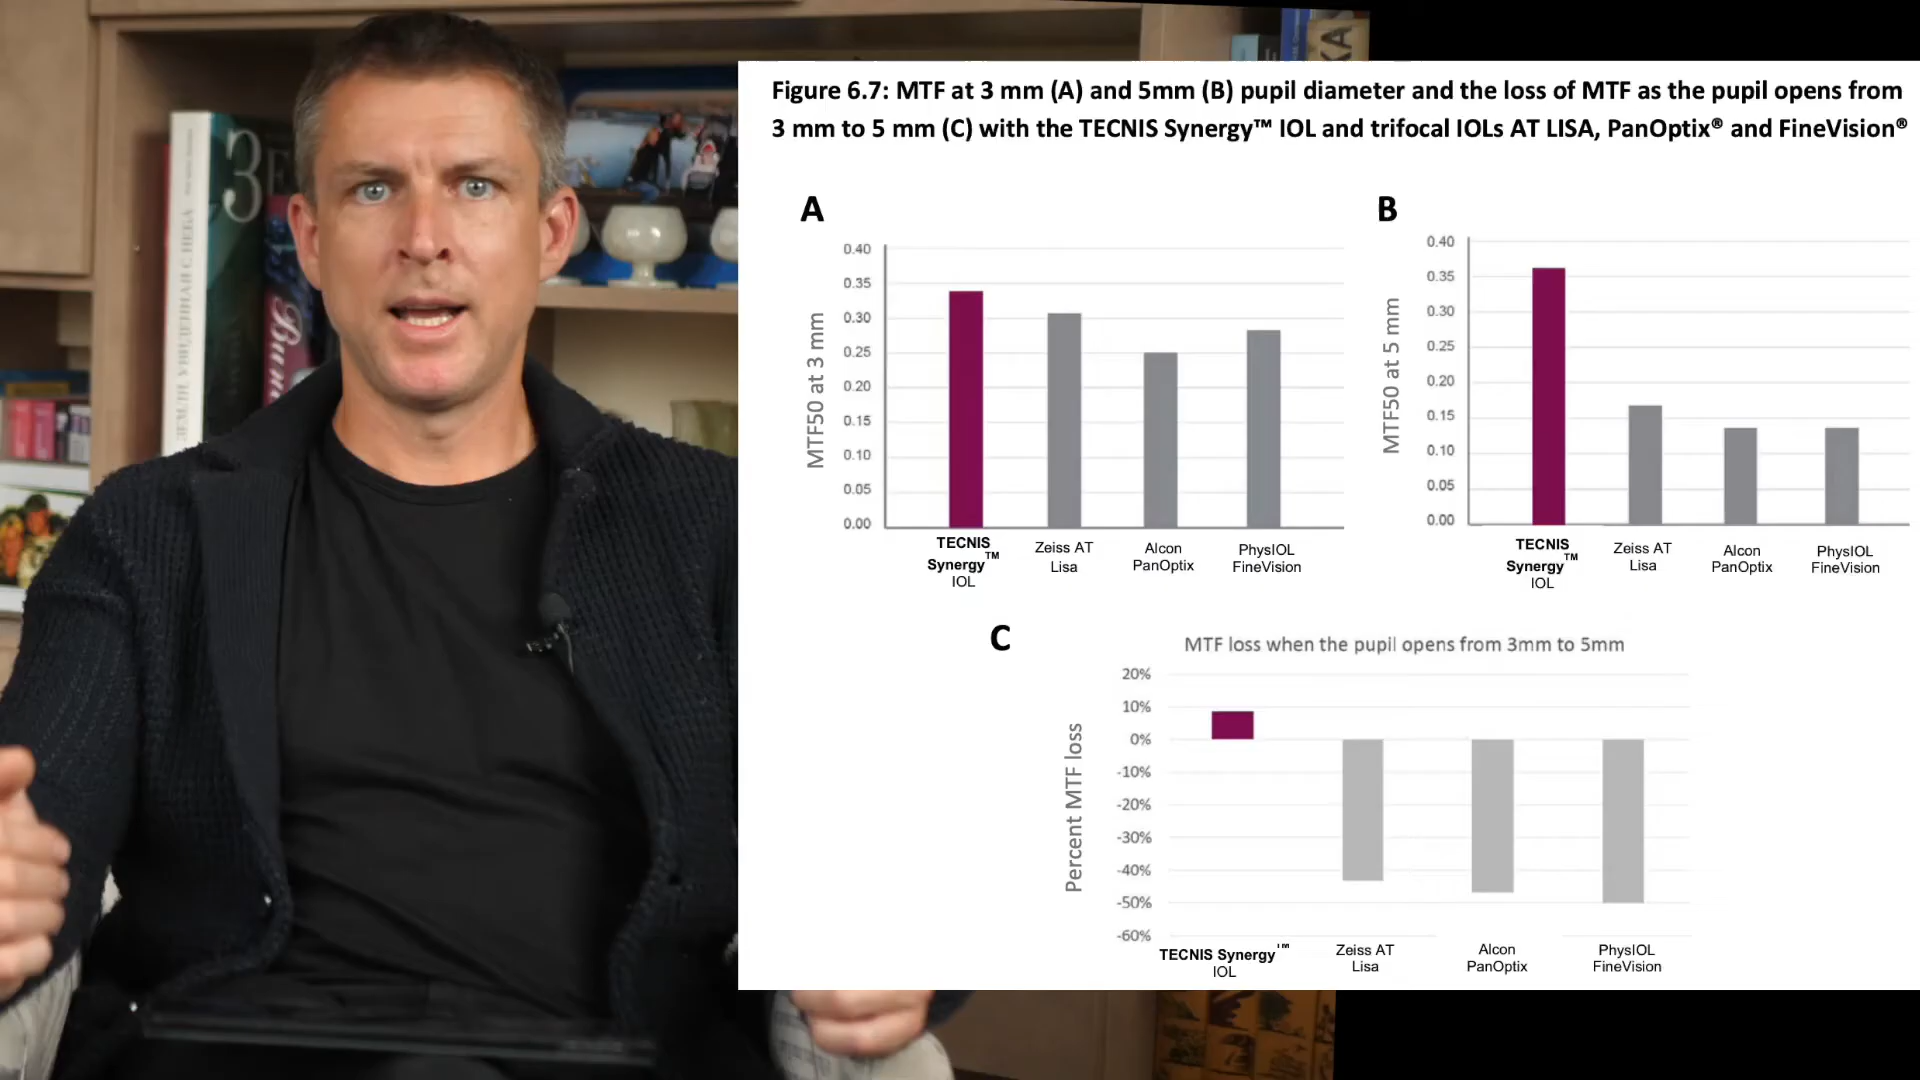 КА
З
ЗЕМЛИ, УВИДЕННАЯ С НЕБА
Вин
Figure 6.7: MTF at 3 mm (A) and 5mm (B) pupil diameter and the loss of MTF as the pupil opens from
3 mm to 5 mm (C) with the TECNIS Synergy™ IOL and trifocal IOLs AT LISA, PanOptix® and FineVision®
A
MTF50 at 3 mm
0.40
0.35
0.30
0.25
0.20
0.15
0.10
0.05
0.00
TECNIS
Synergy™
IOL
Zeiss AT
Lisa
Alcon
PanOptix
PhysIOL
FineVision
B
MTF50 at 5 mm
0.40
0.35
0.30
0.25
0.20
0.15
0.10
0.05
0.00
TECNIS
Synergy™
IOL
Zeiss AT
Lisa
Alcon
PanOptix
PhysIOL
FineVision
C
MTF loss when the pupil opens from 3mm to 5mm
Percent MTF loss
20%
10%
0%
-10%
-20%
-30%
-40%
-50%
-60%
TECNIS Synergy™
IOL
Zeiss AT
Lisa
Alcon
PanOptix
PhysIOL
FineVision